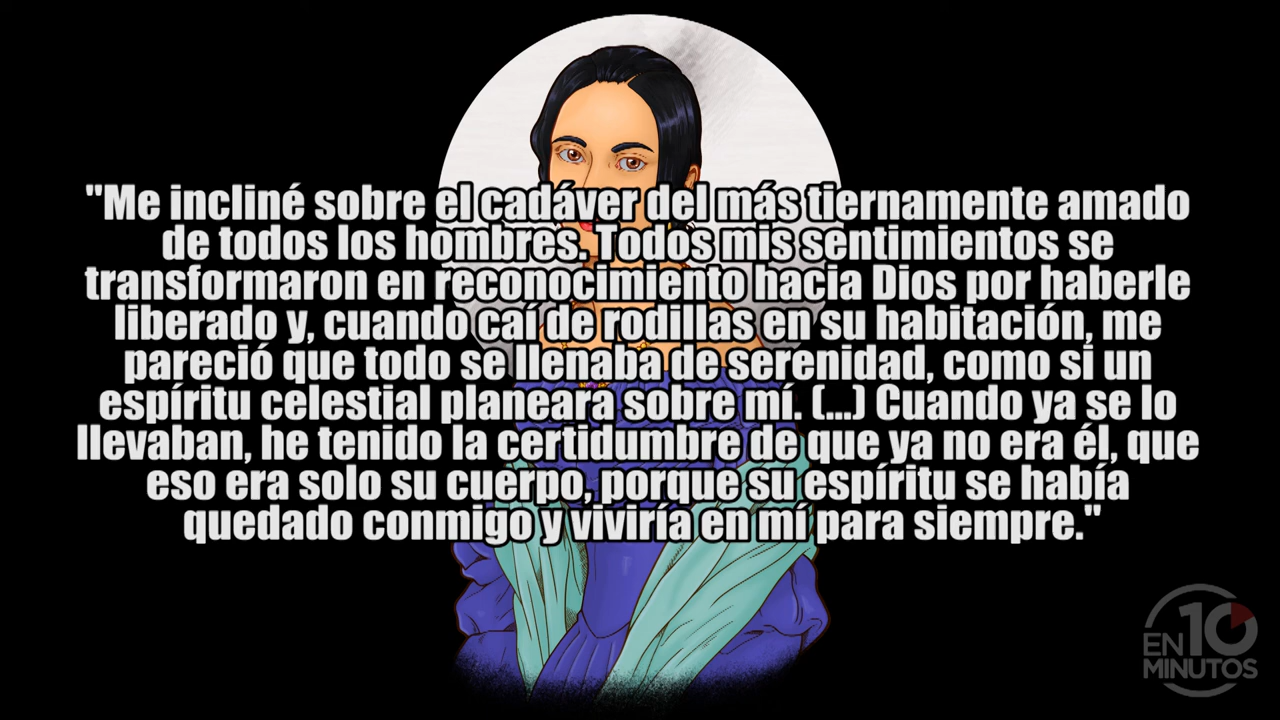 "Me incliné sobre el cadáver del más tiernamente amado
de todos los hombres. Todos mis sentimientos se
transformaron en reconocimiento hacia Dios por haberle
liberado y, cuando caí de rodillas en su habitación, me
pareció que todo se llenaba de serenidad, como si un
espíritu celestial planeara sobre mí. (...) Cuando ya se lo
llevaban, he tenido la certidumbre de que ya no era él, que
eso era solo su cuerpo, porque su espíritu se había
quedado conmigo y viviría en mí para siempre."
EN 10
MINUTOS